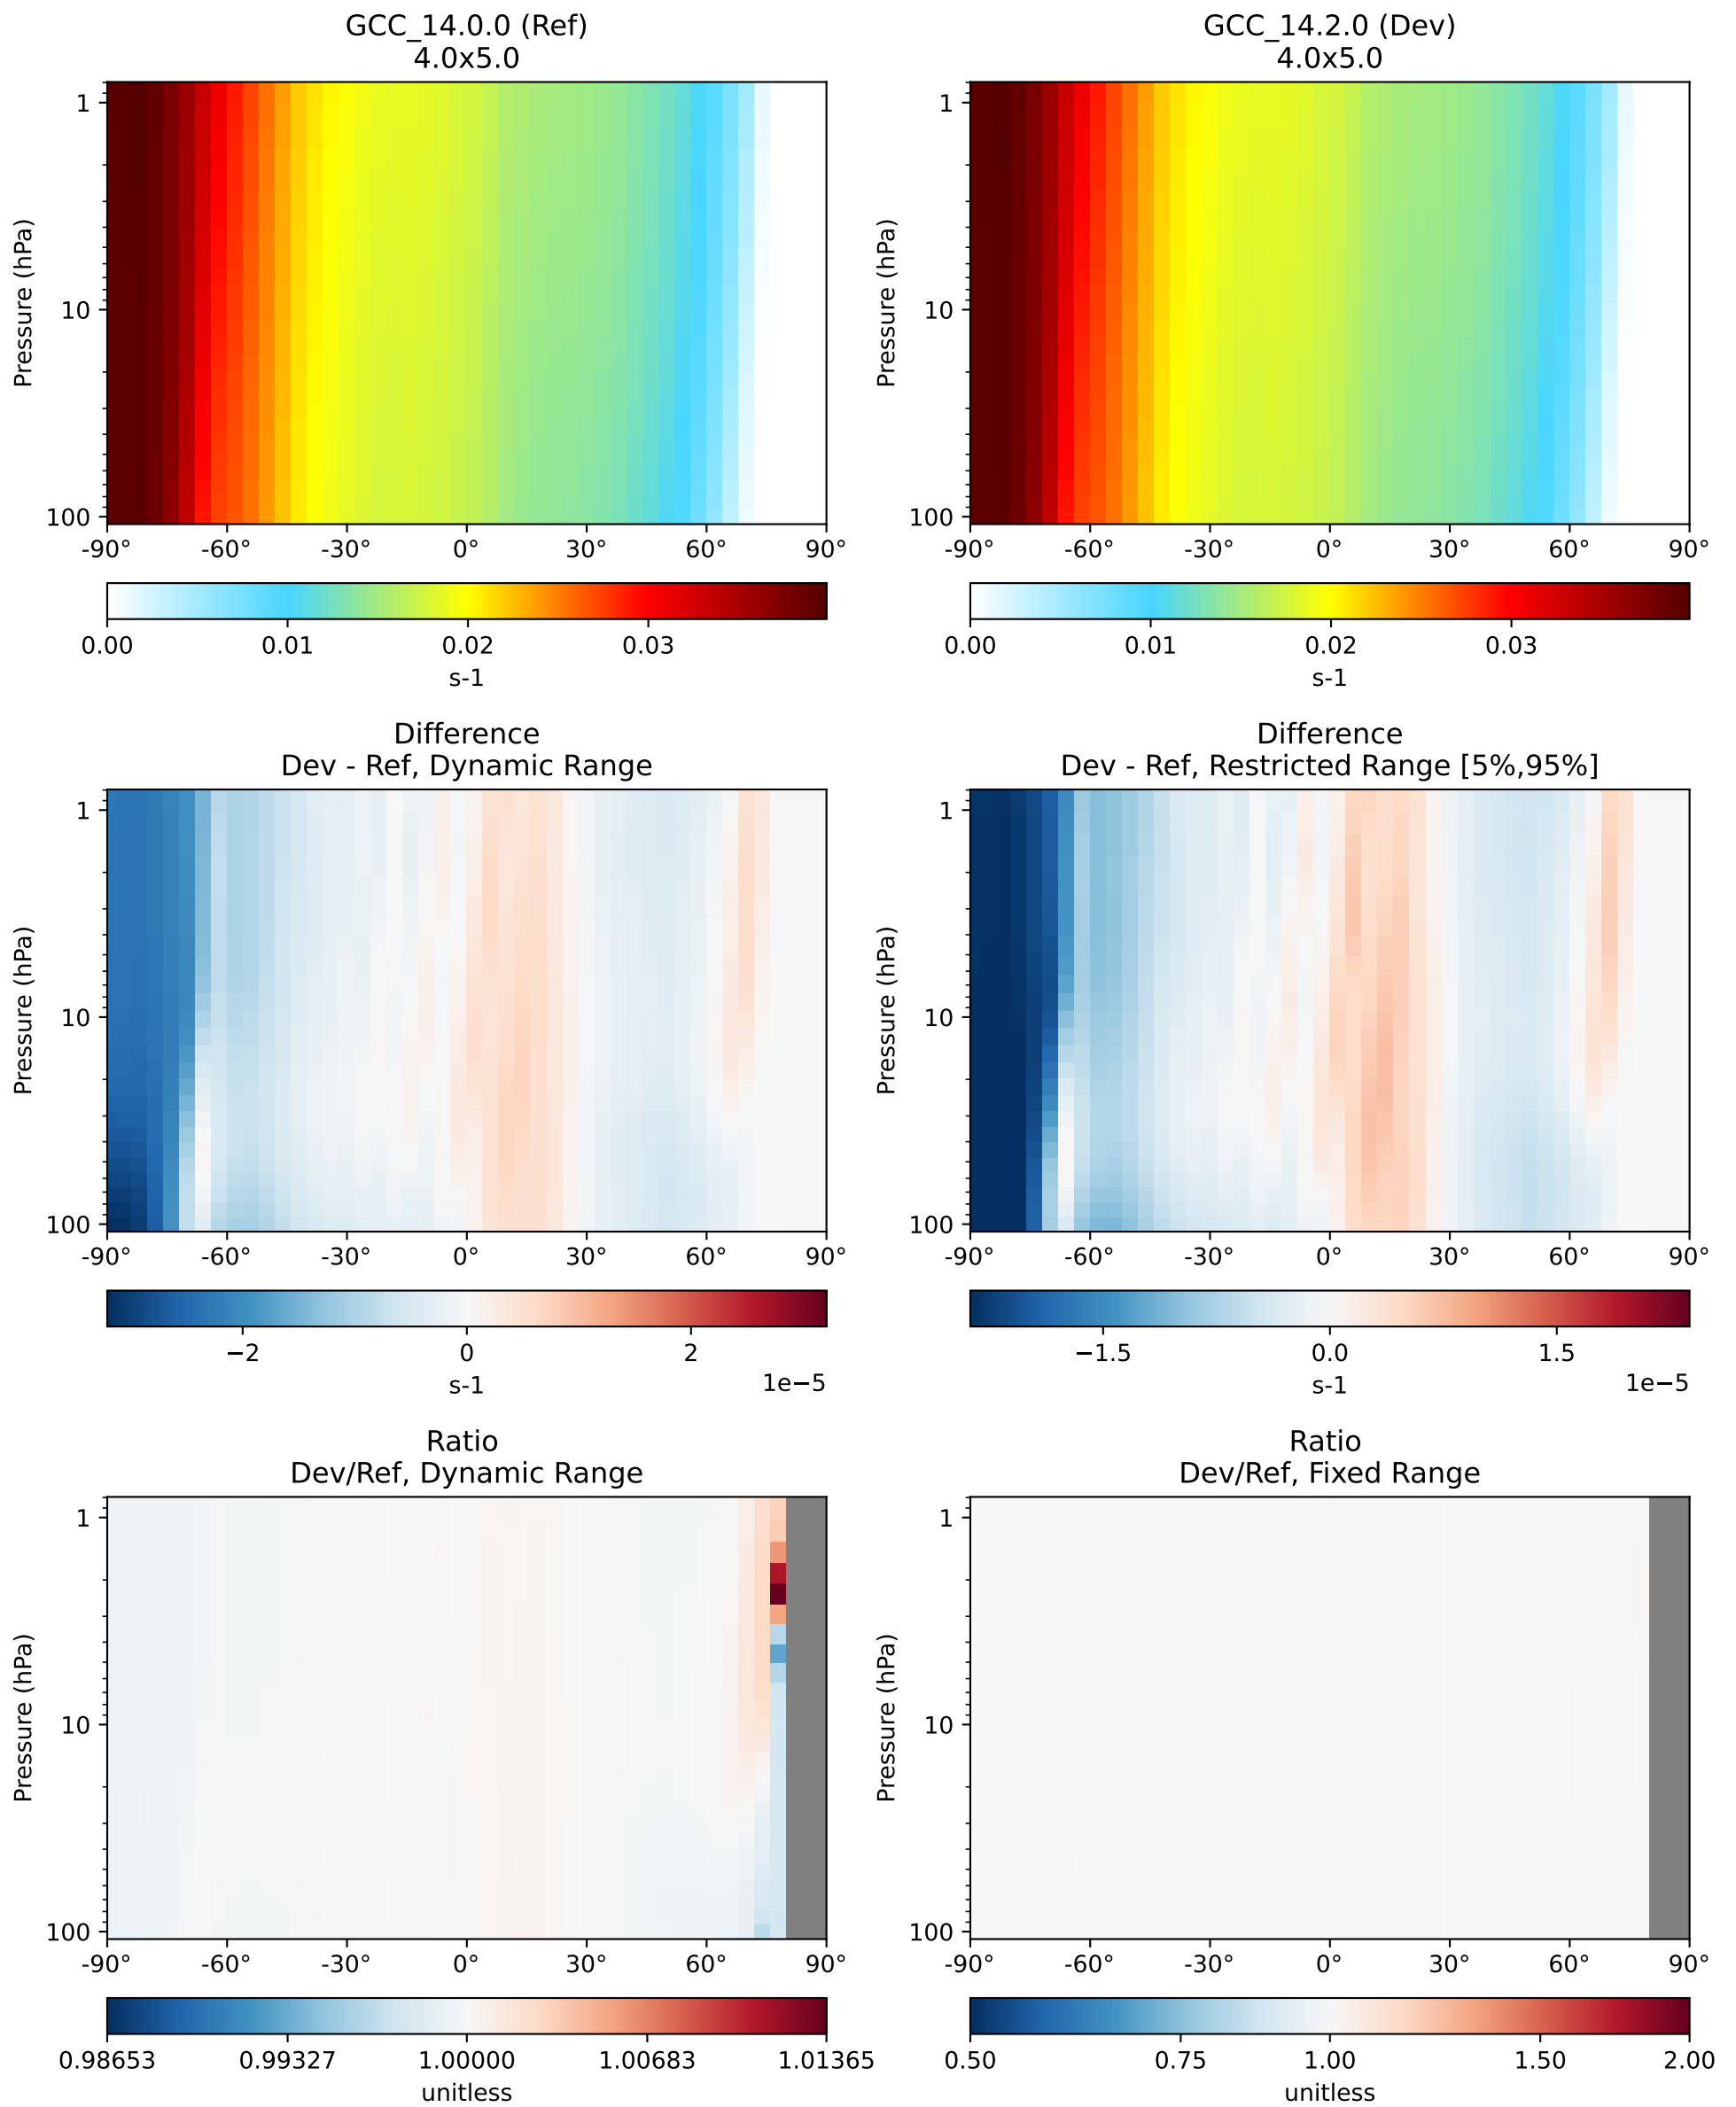 GCC_14.0.0 (Ref)
4.0x5.0
GCC_14.2.0 (Dev)
4.0x5.0
Pressure (hPa)
1
10
100
-90° -60° -30° 0° 30° 60° 90°
0.00 0.01 0.02 0.03
s-1
Pressure (hPa)
1
10
100
-90° -60° -30° 0° 30° 60° 90°
0.00 0.01 0.02 0.03
s-1
Difference
Dev - Ref, Dynamic Range
Pressure (hPa)
1
10
100
-90° -60° -30° 0° 30° 60° 90°
−2 0 2
1e−5
s-1
Difference
Dev - Ref, Restricted Range [5%,95%]
Pressure (hPa)
1
10
100
-90° -60° -30° 0° 30° 60° 90°
−1.5 0.0 1.5
1e−5
s-1
Ratio
Dev/Ref, Dynamic Range
Pressure (hPa)
1
10
100
-90° -60° -30° 0° 30° 60° 90°
0.98653 0.99327 1.00000 1.00683 1.01365
unitless
Ratio
Dev/Ref, Fixed Range
Pressure (hPa)
1
10
100
-90° -60° -30° 0° 30° 60° 90°
0.50 0.75 1.00 1.50 2.00
unitless